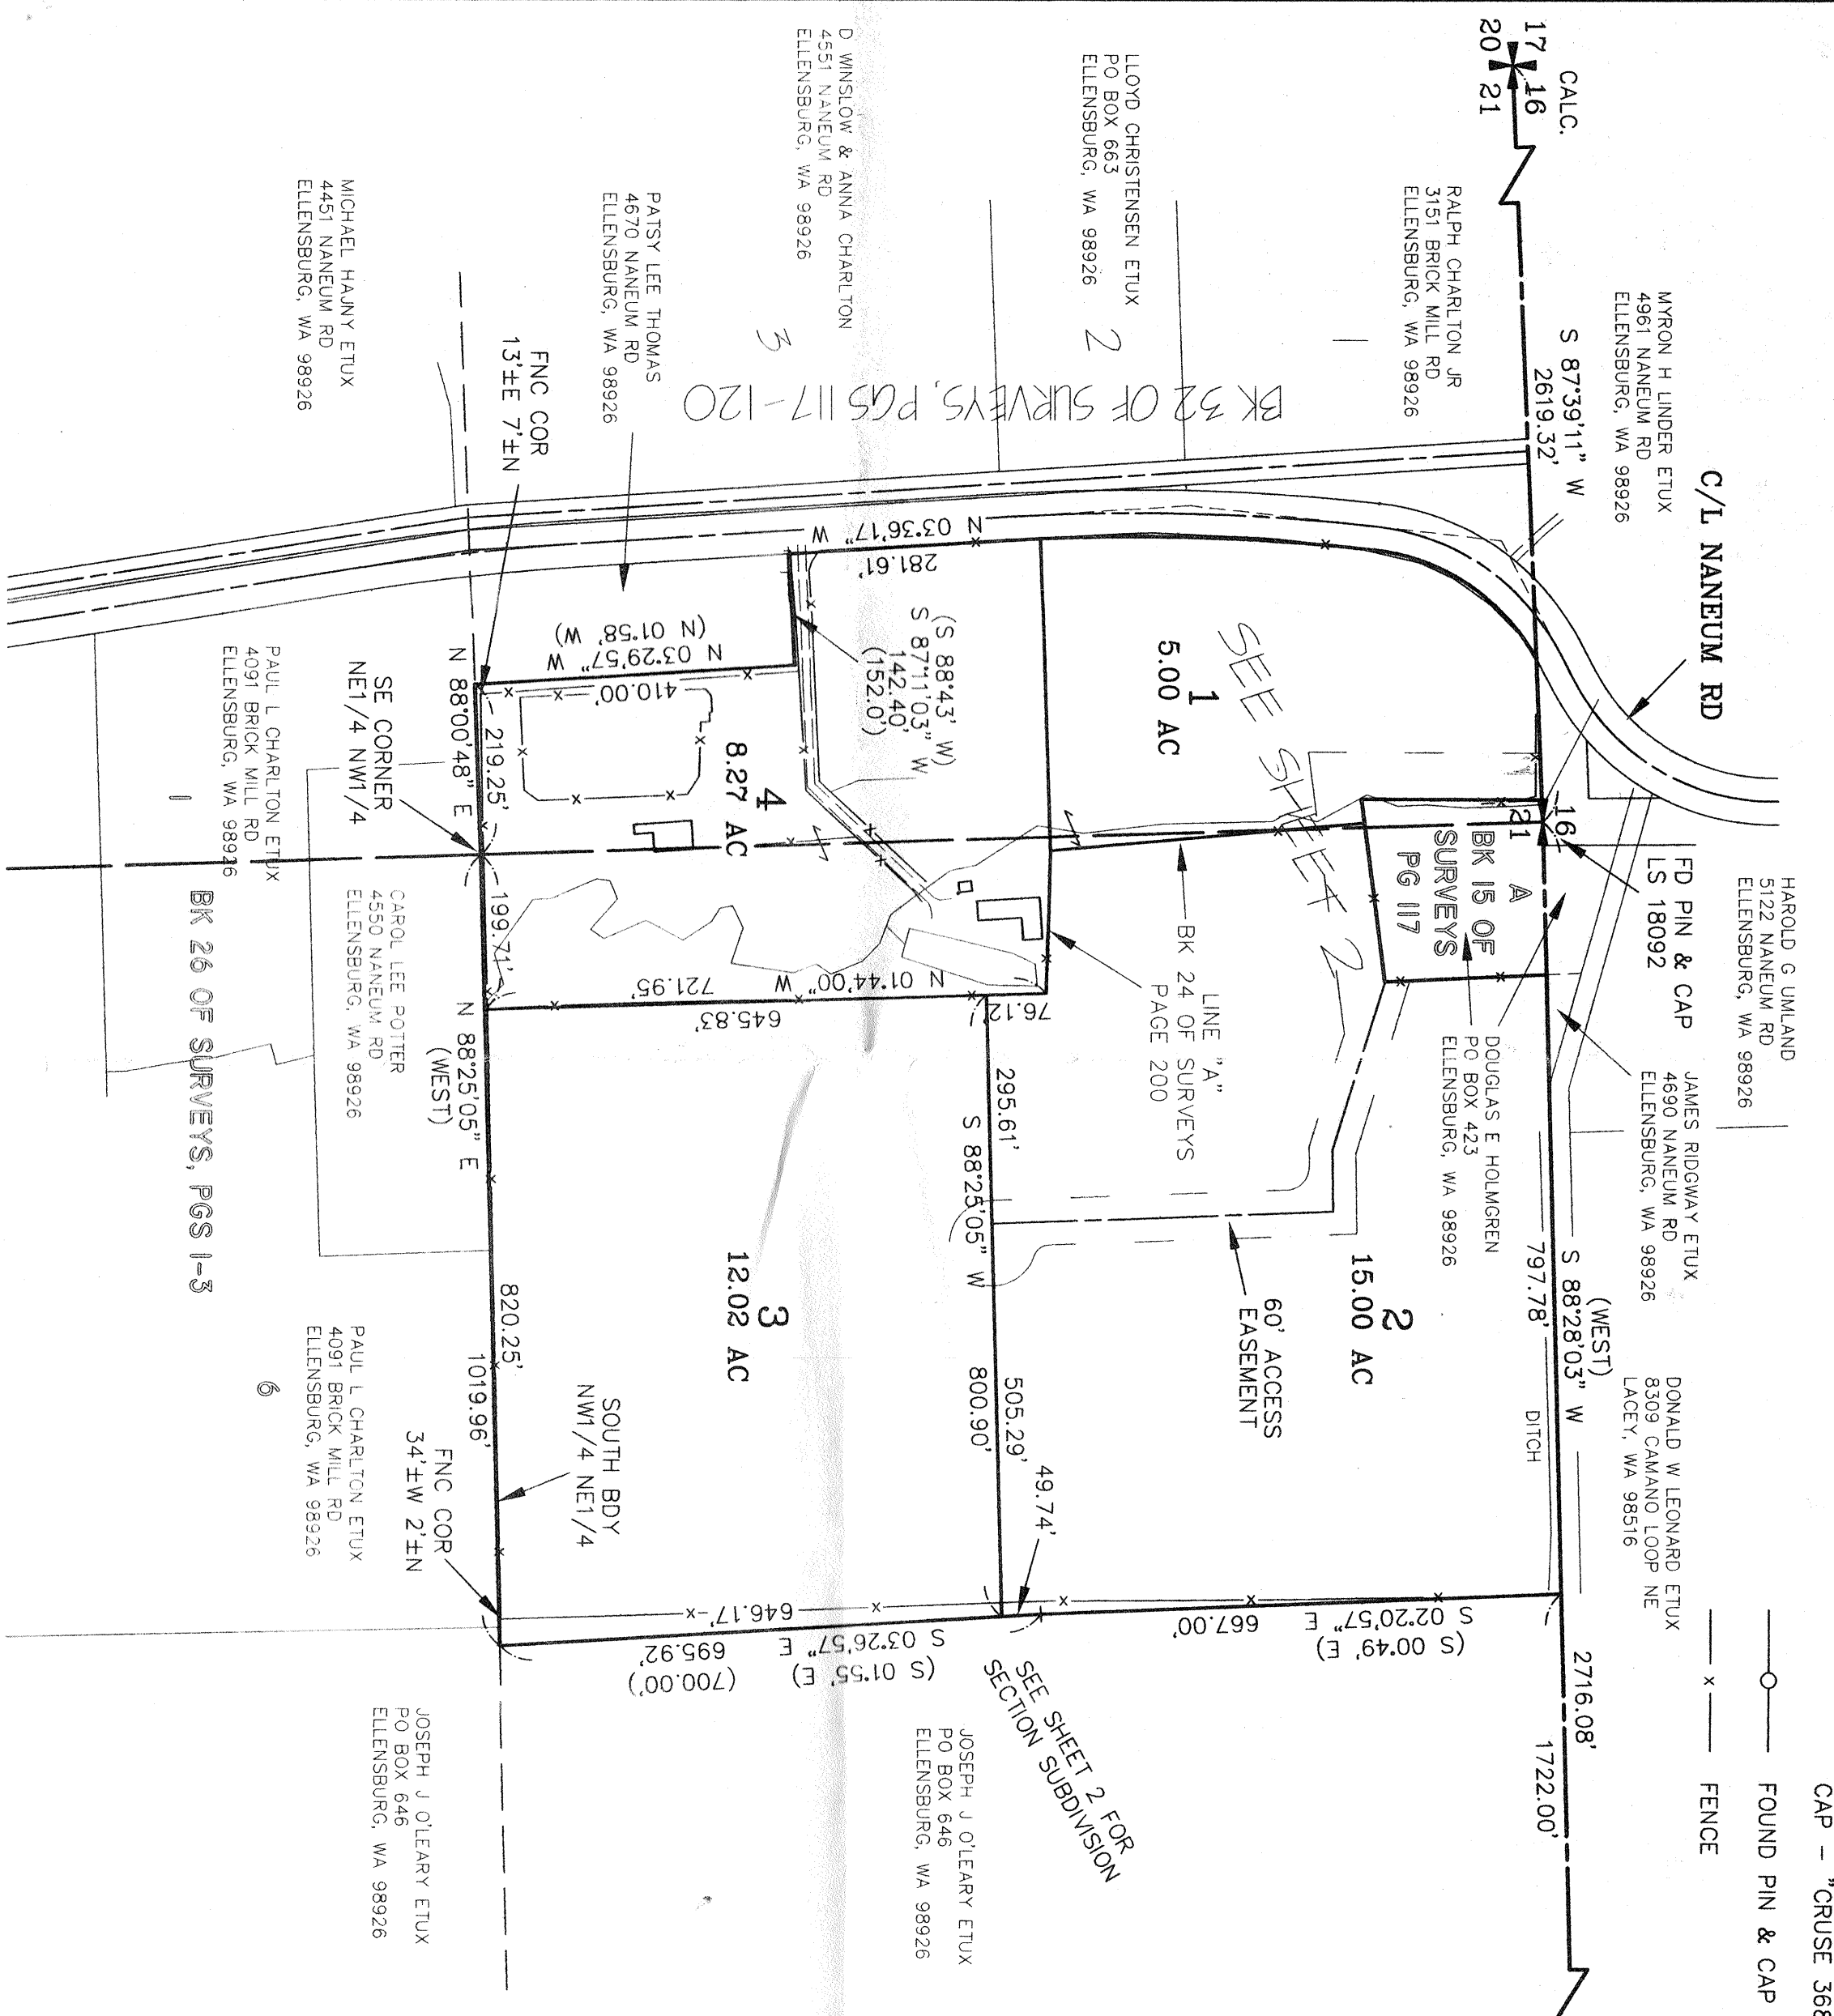 CAP – "CRUSE 368
FOUND PIN & CAP
x FENCE
CALC.
17 16
20 21
MYRON H LINDER ETUX
4961 NANEUM RD
ELLENSBURG, WA 98926
C/L NANEUM RD
S 87°39'11" W
2619.32'
RALPH CHARLTON JR
3151 BRICK MILL RD
ELLENSBURG, WA 98926
1
LLOYD CHRISTENSEN ETUX
PO BOX 663
ELLENSBURG, WA 98926
2
D WINSLOW & ANNA CHARLTON
4551 NANEUM RD
ELLENSBURG, WA 98926
3
BK 32 OF SURVEYS, PGS 117-120
PATSY LEE THOMAS
4670 NANEUM RD
ELLENSBURG, WA 98926
MICHAEL HAJNY ETUX
4451 NANEUM RD
ELLENSBURG, WA 98926
FNC COR
13'±E 7'±N
HAROLD G UMLAND
5122 NANEUM RD
ELLENSBURG, WA 98926
FD PIN & CAP
LS 18092
16
21
A
BK 15 OF
SURVEYS
PG 117
JAMES RIDGWAY ETUX
4690 NANEUM RD
ELLENSBURG, WA 98926
DOUGLAS E HOLMGREN
PO BOX 423
ELLENSBURG, WA 98926
(WEST)
S 88°28'03" W
797.78'
DITCH
DONALD W LEONARD ETUX
8309 CAMANO LOOP NE
LACEY, WA 98516
2716.08'
1722.00'
1
5.00 AC
SEE SHEET 2
N 03°36'17" W
281.61'
(S 88°43' W)
S 87°11'03" W
142.40'
(152.0')
N 03°29'57" W
(N 01°58' W)
410.00'
4
8.27 AC
LINE "A"
BK 24 OF SURVEYS
PAGE 200
2
15.00 AC
60' ACCESS
EASEMENT
(S 00°49' E)
S 02°20'57" E
667.00'
49.74'
76.12'
295.61'
S 88°25'05" W
505.29'
800.90'
N 01°44'00" W
721.95'
645.83'
3
12.02 AC
646.17'
(S 01°55' E)
S 03°26'57" E
695.92'
(700.00')
SEE SHEET 2 FOR
SECTION SUBDIVISION
N 88°00'48" E
219.25'
SE CORNER
NE1/4 NW1/4
199.71'
N 88°25'05" E
(WEST)
820.25'
1019.96'
SOUTH BDY
NW1/4 NE1/4
FNC COR
34'±W 2'±N
PAUL L CHARLTON ETUX
4091 BRICK MILL RD
ELLENSBURG, WA 98926
1
CAROL LEE POTTER
4550 NANEUM RD
ELLENSBURG, WA 98926
BK 26 OF SURVEYS, PGS 1-3
PAUL L CHARLTON ETUX
4091 BRICK MILL RD
ELLENSBURG, WA 98926
6
JOSEPH J O'LEARY ETUX
PO BOX 646
ELLENSBURG, WA 98926
JOSEPH J O'LEARY ETUX
PO BOX 646
ELLENSBURG, WA 98926